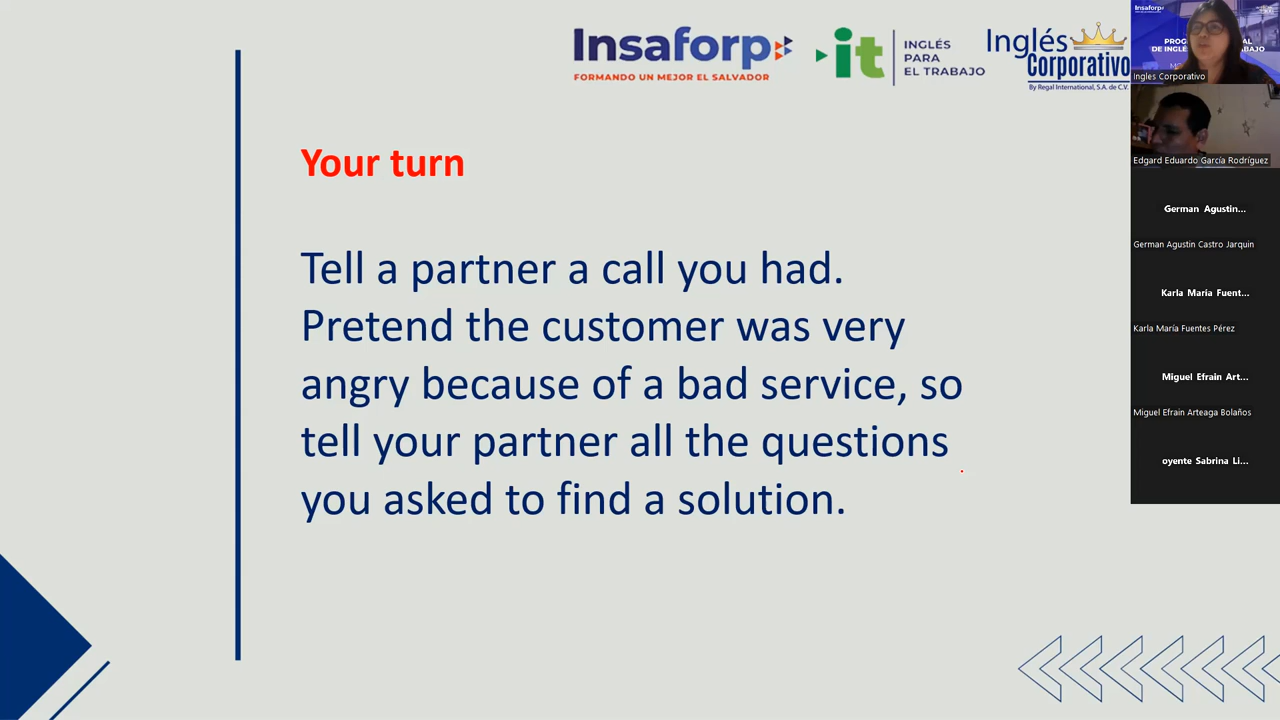 Insaforp
FORMANDO UN MEJOR EL SALVADOR
it
INGLÉS
PARA
EL TRABAJO
Inglés
Corporativo
By Regal International, S.A. de C.V.
Your turn
Tell a partner a call you had.
Pretend the customer was very
angry because of a bad service, so
tell your partner all the questions
you asked to find a solution.
Insaforp
Ingles Corporativo
Edgard Eduardo García Rodríguez
German Agustin...
German Agustin Castro Jarquin
Karla María Fuent...
Karla María Fuentes Pérez
Miguel Efrain Art...
Miguel Efrain Arteaga Bolaños
oyente Sabrina Li...